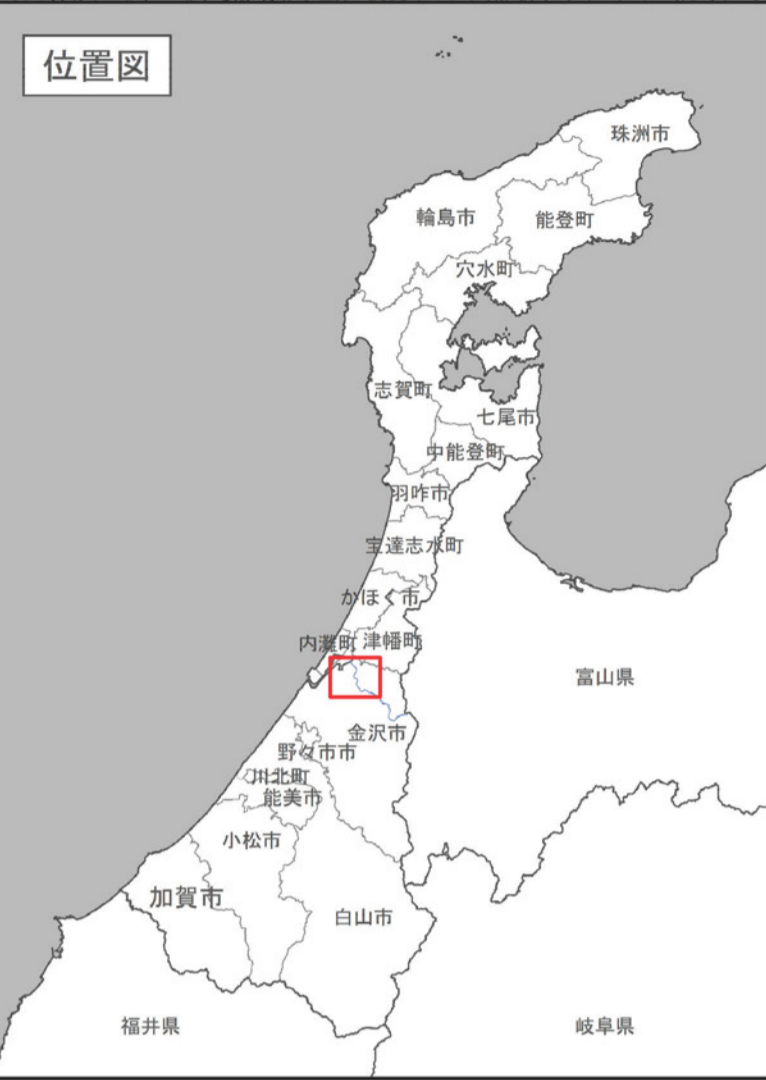 位置図
珠洲市
輪島市
能登町
穴水町
志賀町
七尾市
中能登町
羽咋市
宝達志水町
かほく市
内灘町
津幡町
富山県
金沢市
野々市市
川北町
能美市
小松市
加賀市
白山市
福井県
岐阜県